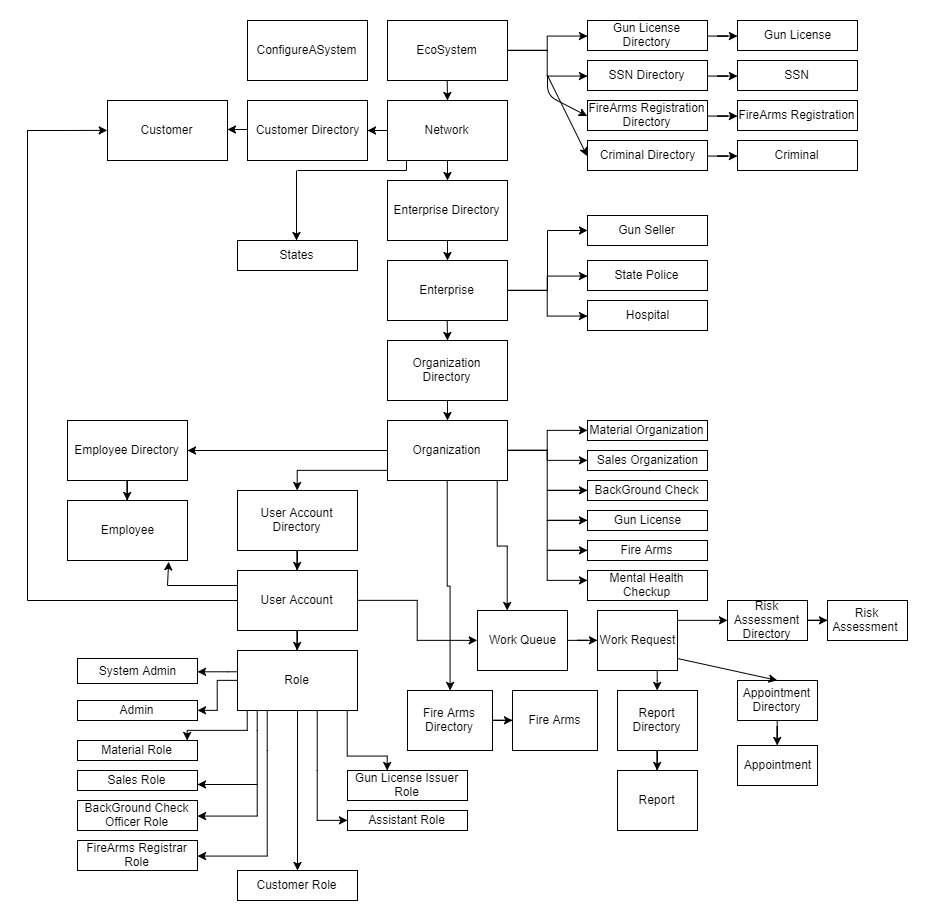 ConfigureASystem
EcoSystem
Gun License
Directory
Gun License
SSN Directory
SSN
FireArms Registration
Directory
FireArms Registration
Criminal Directory
Criminal
Customer
Customer Directory
Network
Enterprise Directory
States
Gun Seller
Enterprise
State Police
Hospital
Organization
Directory
Employee Directory
Organization
Material Organization
Sales Organization
BackGround Check
Gun License
Fire Arms
Mental Health
Checkup
User Account
Directory
Employee
User Account
Work Queue
Work Request
Risk
Assessment
Directory
Risk
Assessment
Role
System Admin
Admin
Material Role
Sales Role
BackGround Check
Officer Role
FireArms Registrar
Role
Customer Role
Gun License Issuer
Role
Assistant Role
Fire Arms
Directory
Fire Arms
Report
Directory
Report
Appointment
Directory
Appointment